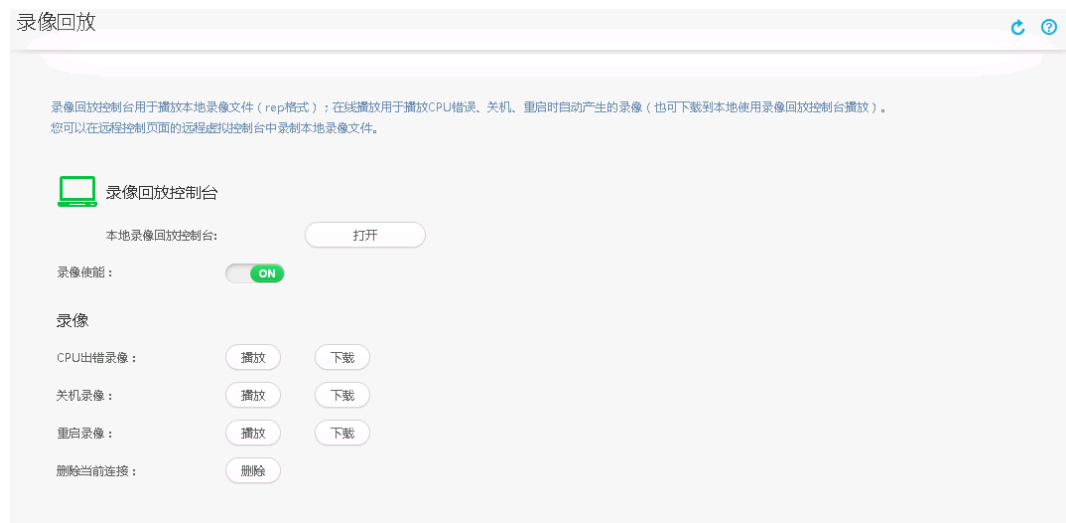 录像回放
录像回放控制台用于播放本地录像文件（rep格式）；在线播放用于播放CPU错误、关机、重启时自动产生的录像（也可下载到本地使用录像回放控制台播放）。
您可以在远程控制页面的远程虚拟控制台中录制本地录像文件。
录像回放控制台
本地录像回放控制台: 打开
录像使能： ON
录像
CPU出错录像： 播放 下载
关机录像： 播放 下载
重启录像： 播放 下载
删除当前连接： 删除